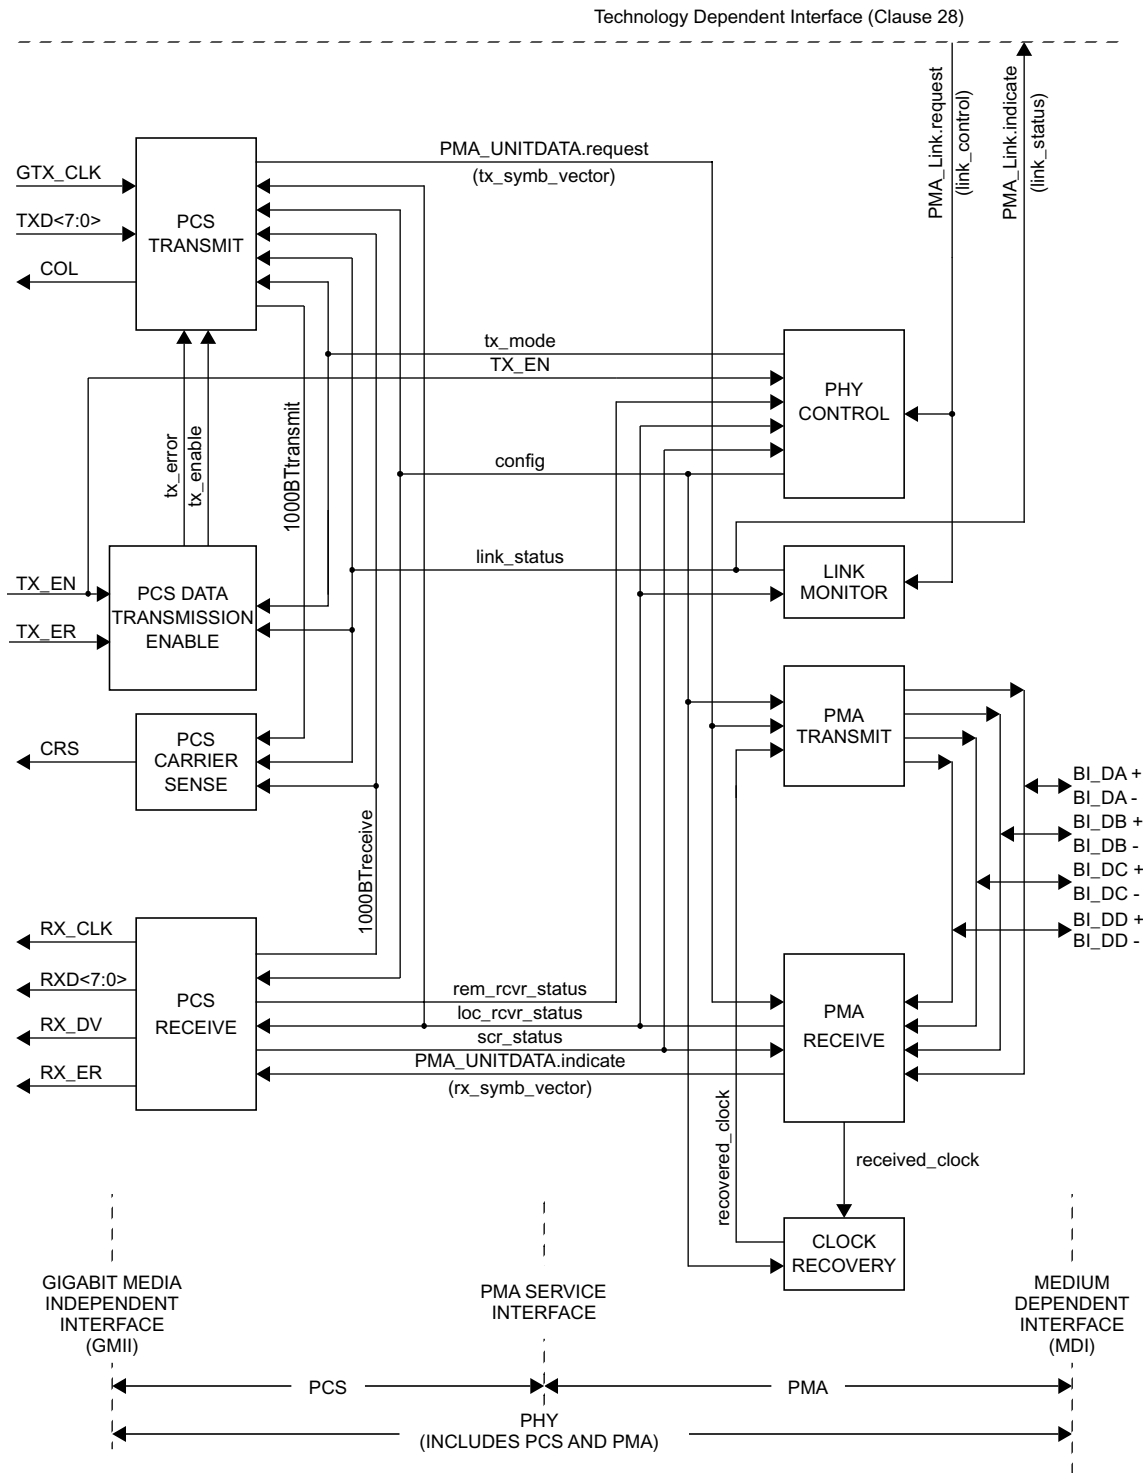 Technology Dependent Interface (Clause 28)
PMA_Link.request
(link_control)
PMA_Link.indicate
(link_status)
PMA_UNITDATA.request
(tx_symb_vector)
GTX_CLK
TXD<7:0>
COL
PCS
TRANSMIT
tx_mode
TX_EN
PHY
CONTROL
config
tx_error
tx_enable
1000BTtransmit
link_status
LINK
MONITOR
TX_EN
TX_ER
PCS DATA
TRANSMISSION
ENABLE
PMA
TRANSMIT
CRS
PCS
CARRIER
SENSE
BI_DA +
BI_DA -
BI_DB +
BI_DB -
BI_DC +
BI_DC -
BI_DD +
BI_DD -
1000BTreceive
RX_CLK
RXD<7:0>
RX_DV
RX_ER
PCS
RECEIVE
rem_rcvr_status
loc_rcvr_status
scr_status
PMA_UNITDATA.indicate
(rx_symb_vector)
PMA
RECEIVE
recovered_clock
received_clock
CLOCK
RECOVERY
GIGABIT MEDIA
INDEPENDENT
INTERFACE
(GMII)
PMA SERVICE
INTERFACE
MEDIUM
DEPENDENT
INTERFACE
(MDI)
PCS
PMA
PHY
(INCLUDES PCS AND PMA)